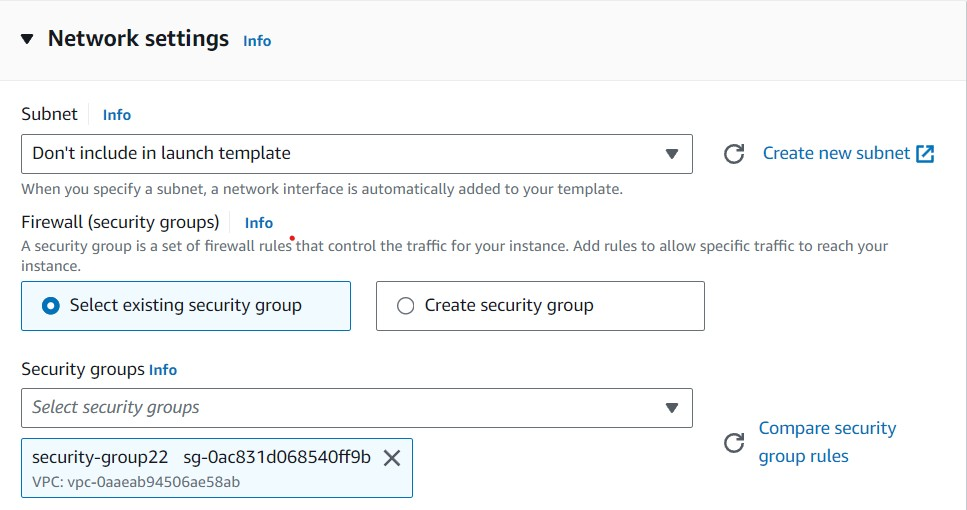 Network settings Info
Subnet Info
Don't include in launch template
Create new subnet
When you specify a subnet, a network interface is automatically added to your template.
Firewall (security groups) Info
A security group is a set of firewall rules that control the traffic for your instance. Add rules to allow specific traffic to reach your
instance.
Select existing security group
Create security group
Security groups Info
Select security groups
Compare security
group rules
security-group22 sg-0ac831d068540ff9b
VPC: vpc-0aaeab94506ae58ab